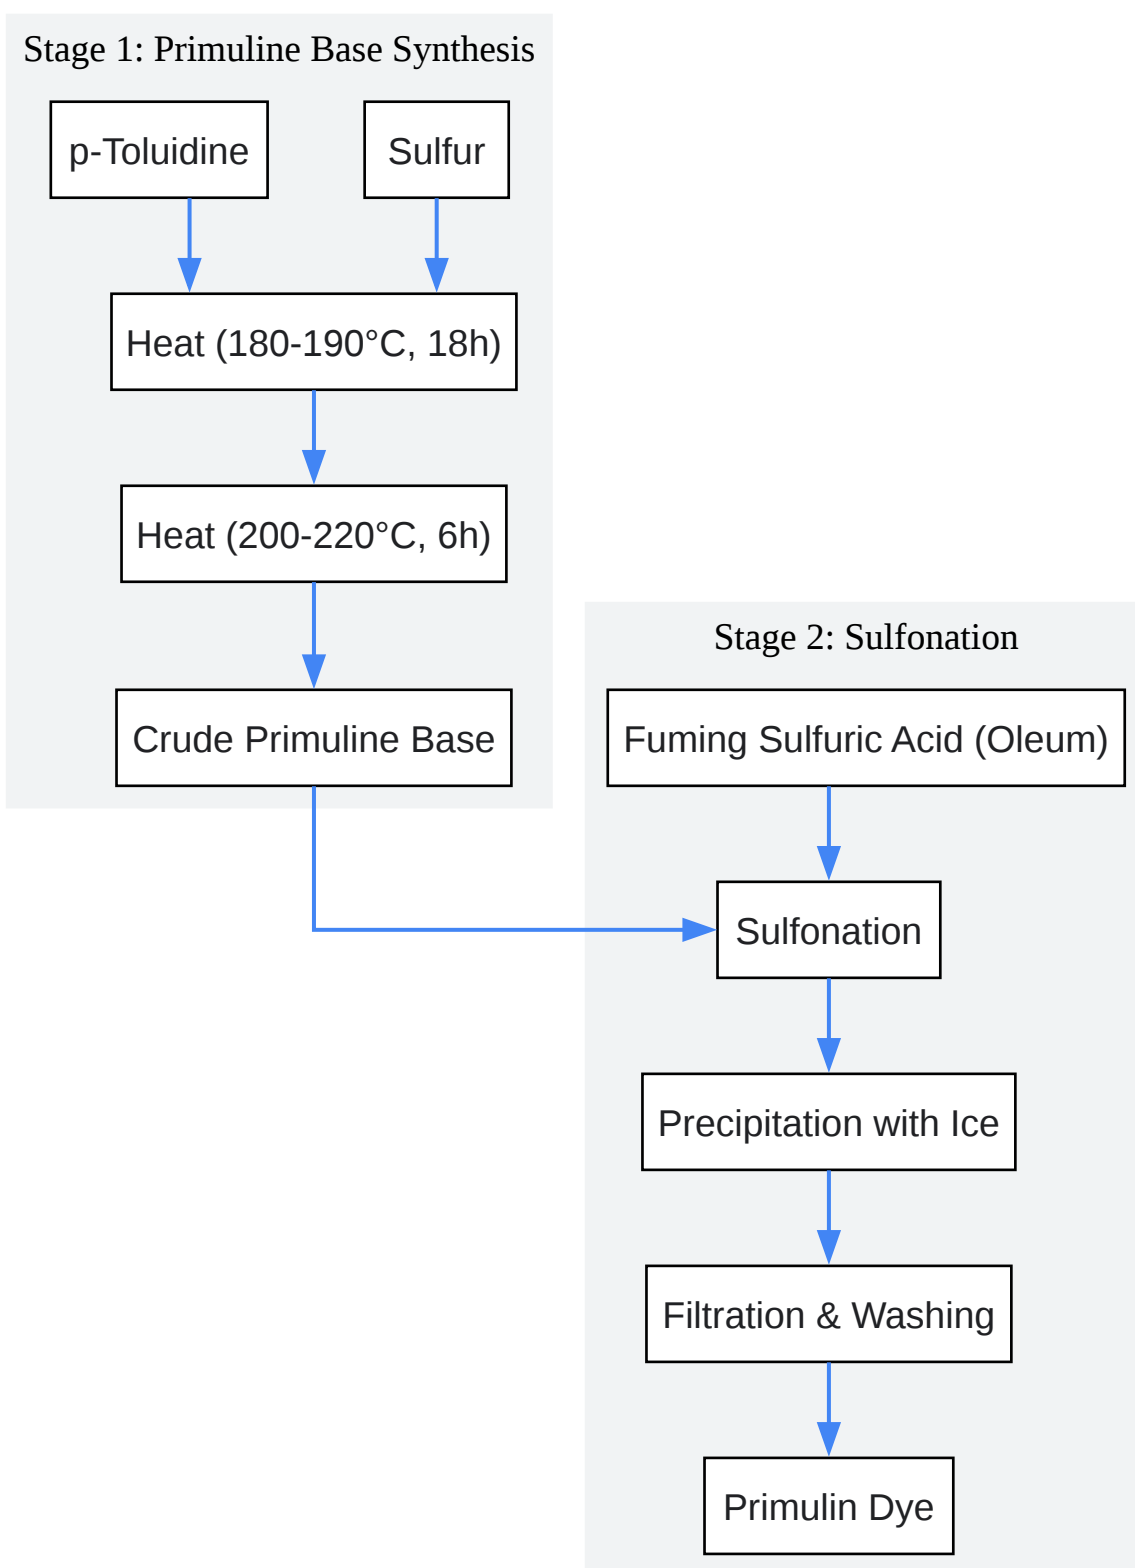 Stage 1: Primuline Base Synthesis
p-Toluidine
Sulfur
Heat (180-190°C, 18h)
Heat (200-220°C, 6h)
Crude Primuline Base
Stage 2: Sulfonation
Fuming Sulfuric Acid (Oleum)
Sulfonation
Precipitation with Ice
Filtration & Washing
Primulin Dye